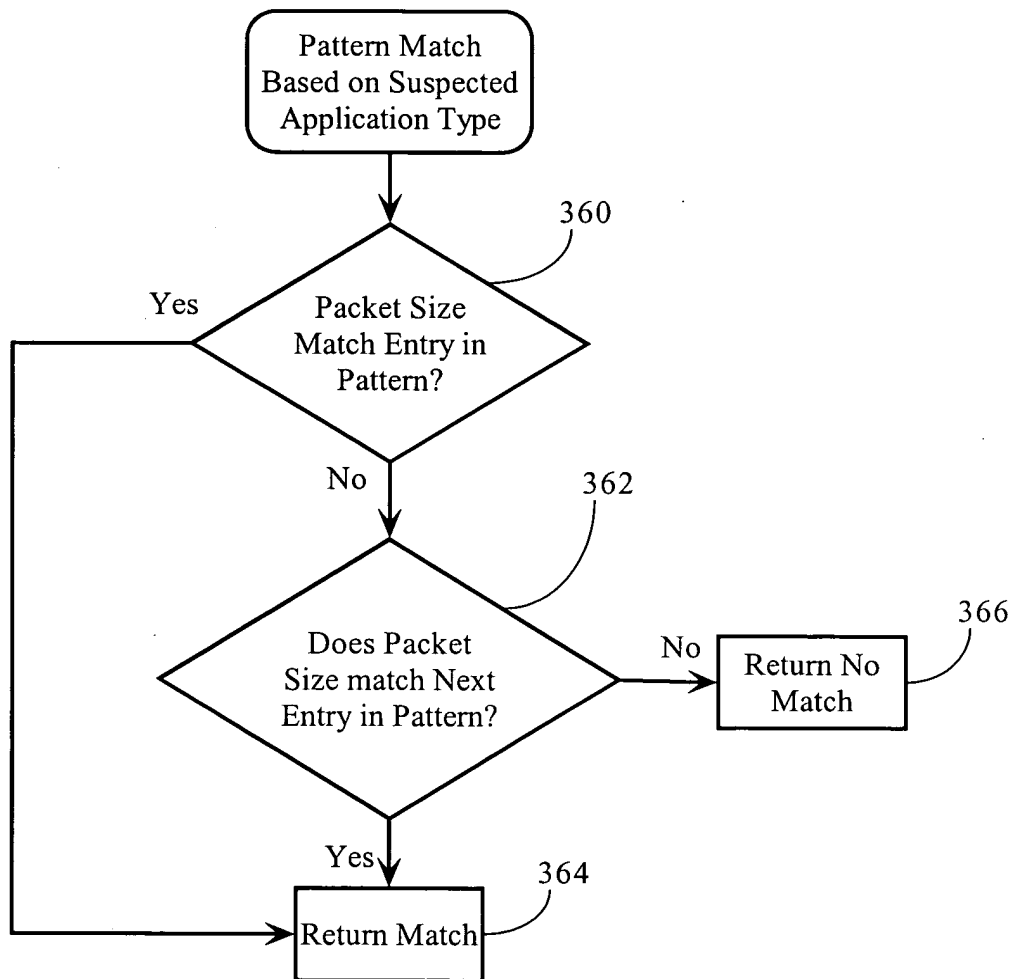 Pattern Match
Based on Suspected
Application Type
360
Yes
Packet Size
Match Entry in
Pattern?
No
362
Does Packet
Size match Next
Entry in Pattern?
No
Return No
Match
366
Yes
364
Return Match